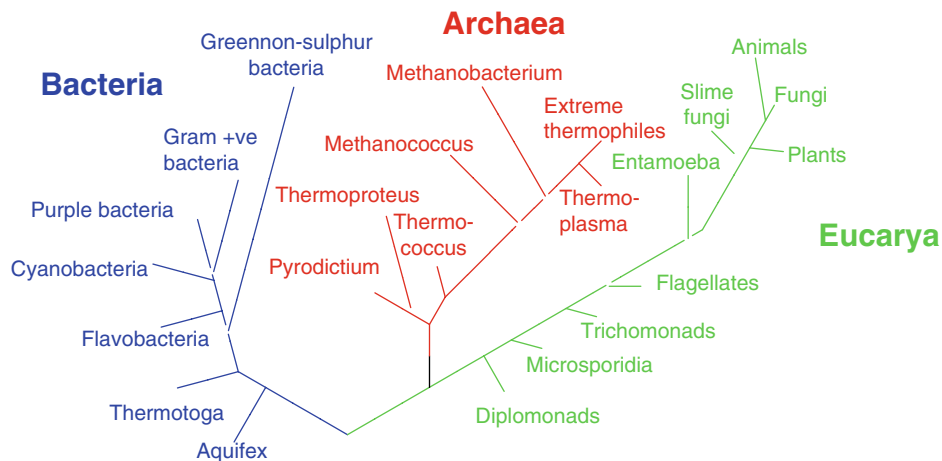 Archaea
Bacteria
Eucarya
Greennon-sulphur
bacteria
Gram +ve
bacteria
Purple bacteria
Cyanobacteria
Flavobacteria
Thermotoga
Aquifex
Methanobacterium
Extreme
thermophiles
Methanococcus
Thermoproteus
Thermo-
coccus
Thermo-
plasma
Pyrodictium
Animals
Slime
fungi
Fungi
Plants
Entamoeba
Flagellates
Trichomonads
Microsporidia
Diplomonads